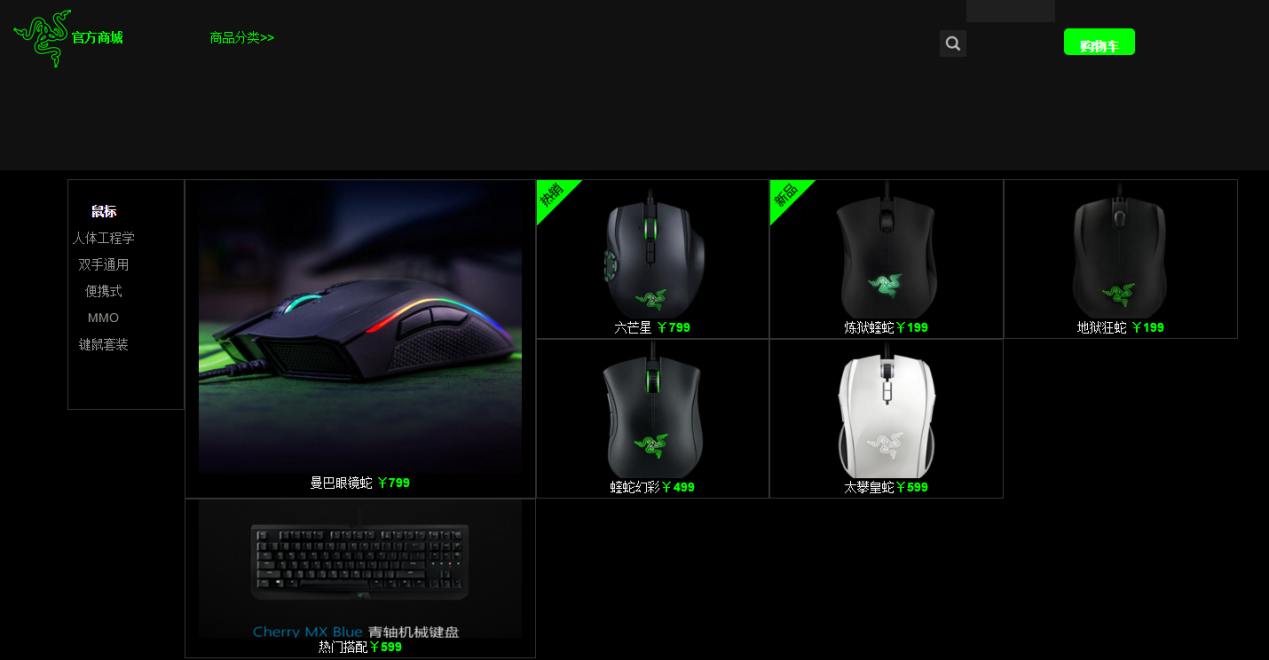 官方商城
商品分类>>
购物车
鼠标
人体工程学
双手通用
便携式
MMO
键鼠套装
曼巴眼镜蛇 ￥799
热销
六芒星 ￥799
新品
炼狱蝰蛇￥199
地狱狂蛇 ￥199
蝰蛇幻彩￥499
太攀皇蛇￥599
Cherry MX Blue 青轴机械键盘
热门搭配￥599